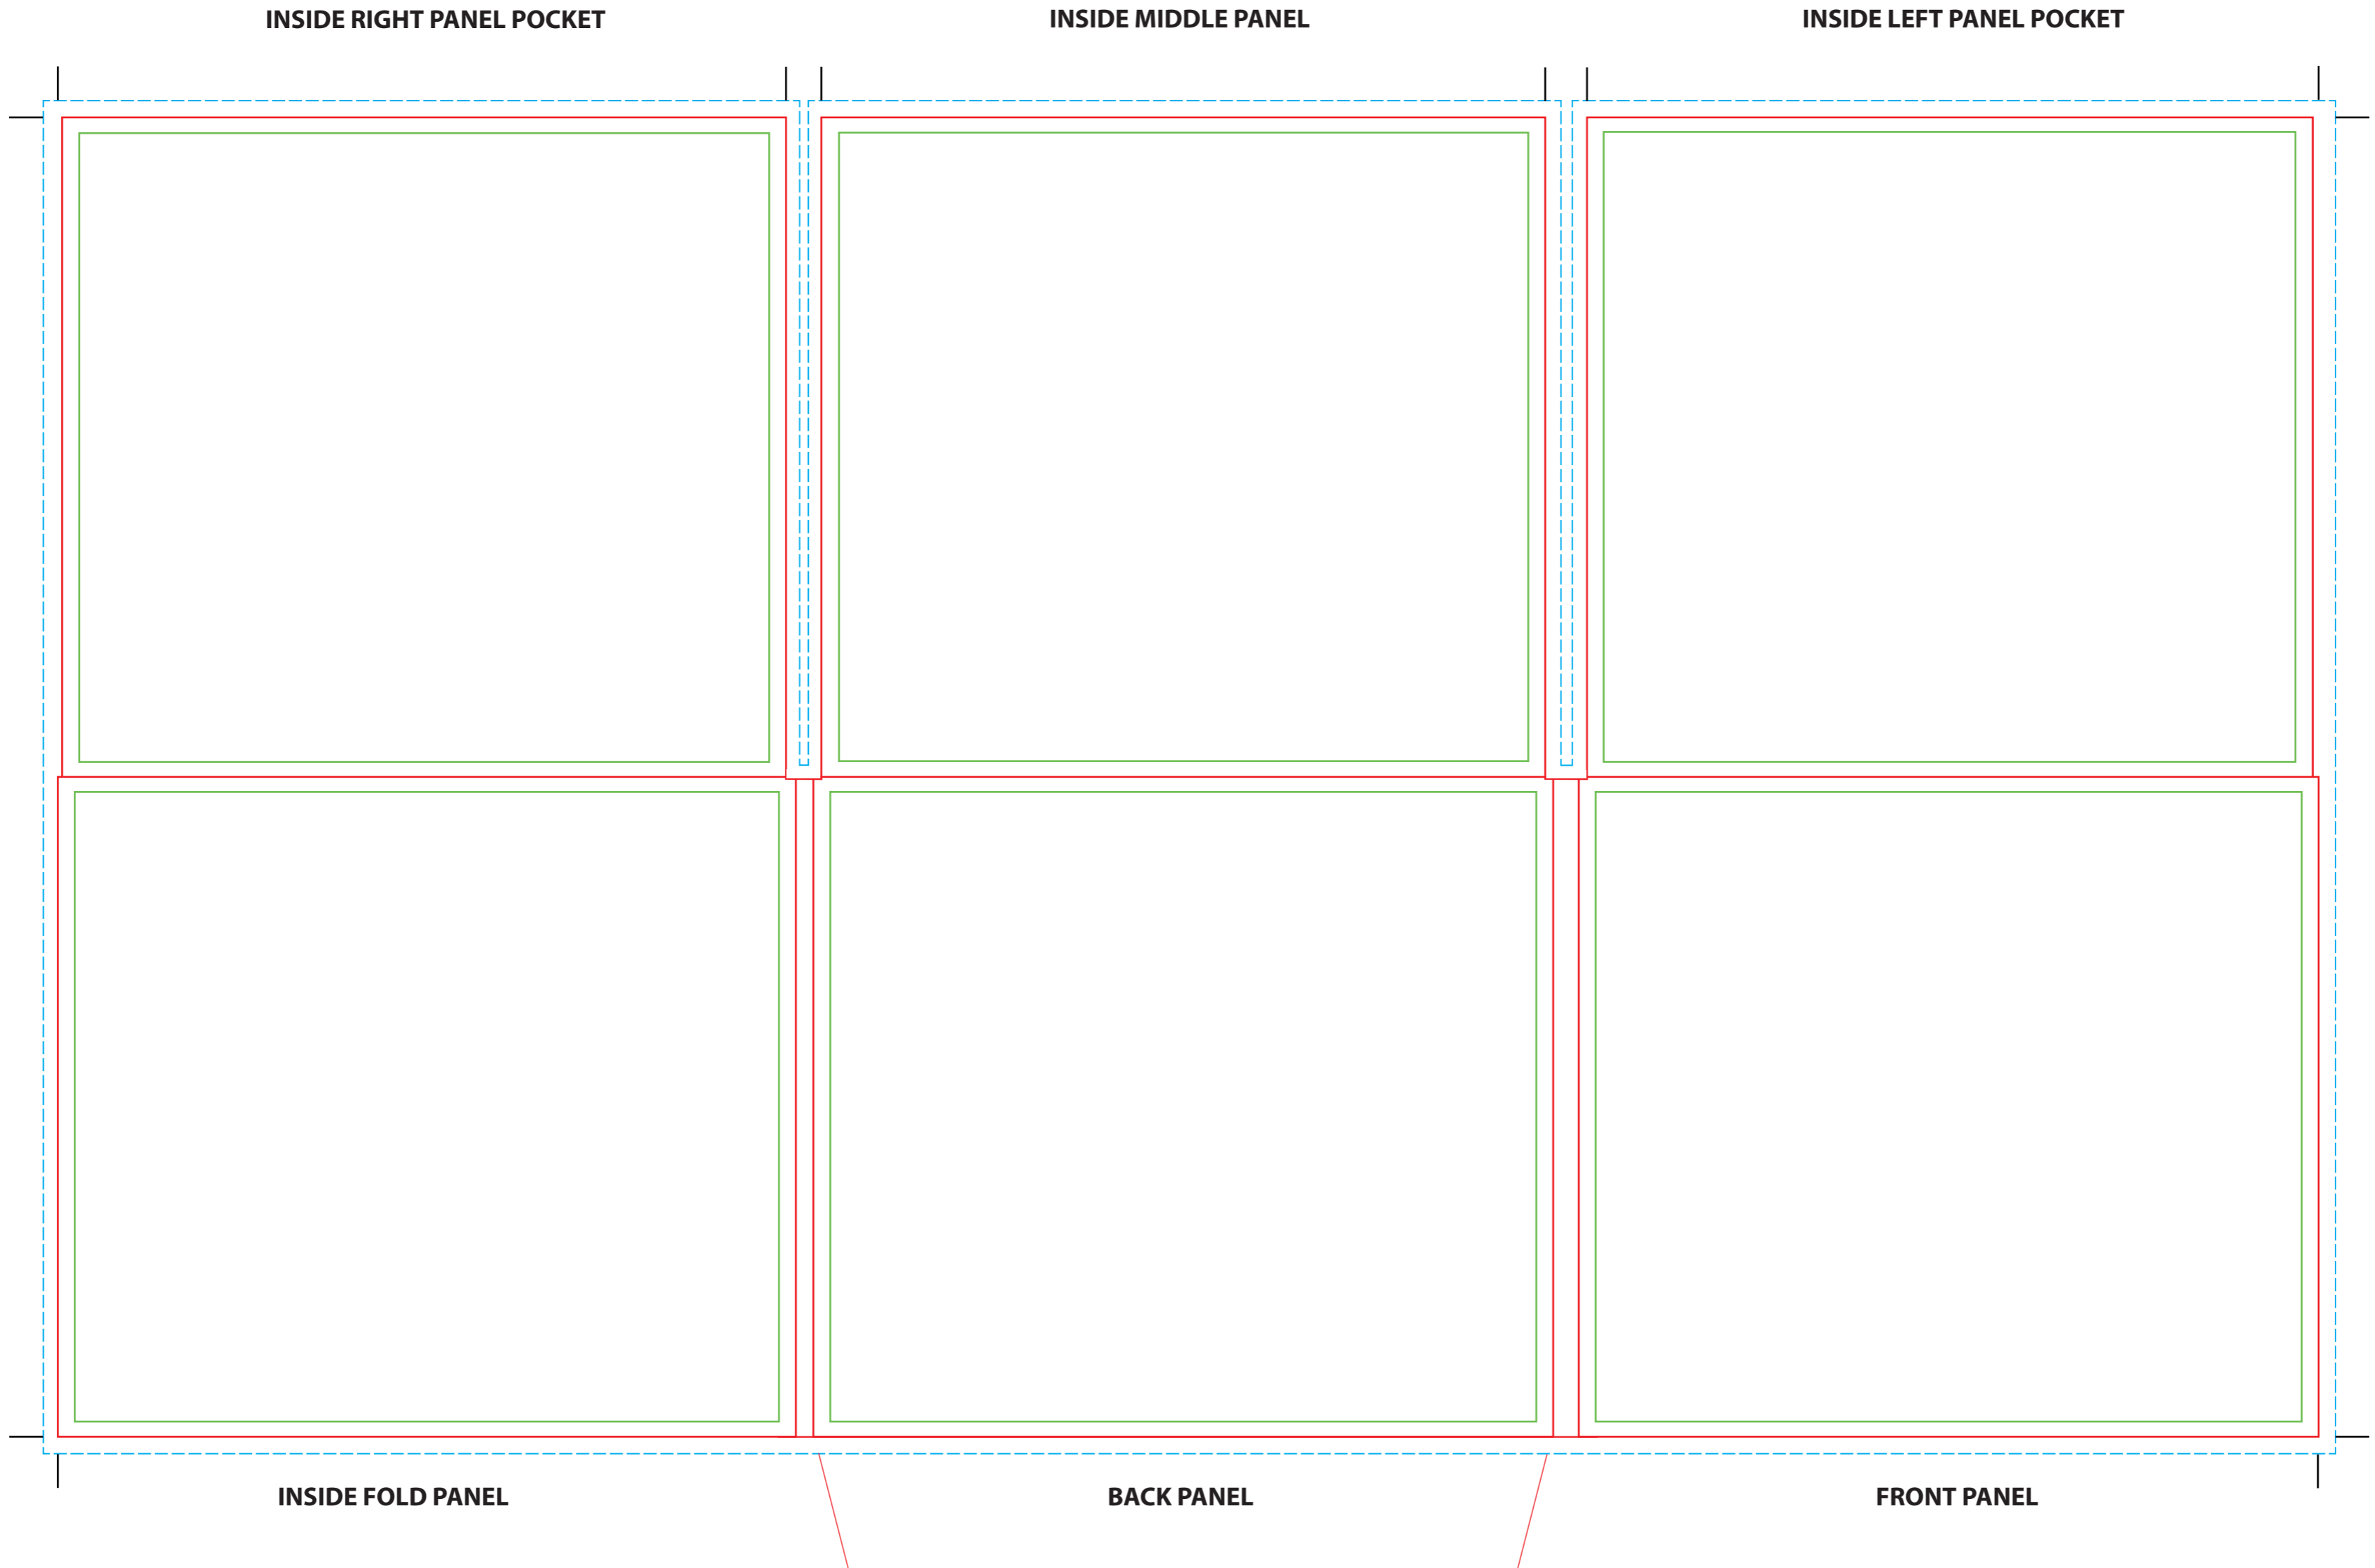 INSIDE RIGHT PANEL POCKET
INSIDE MIDDLE PANEL
INSIDE LEFT PANEL POCKET
INSIDE FOLD PANEL
BACK PANEL
FRONT PANEL